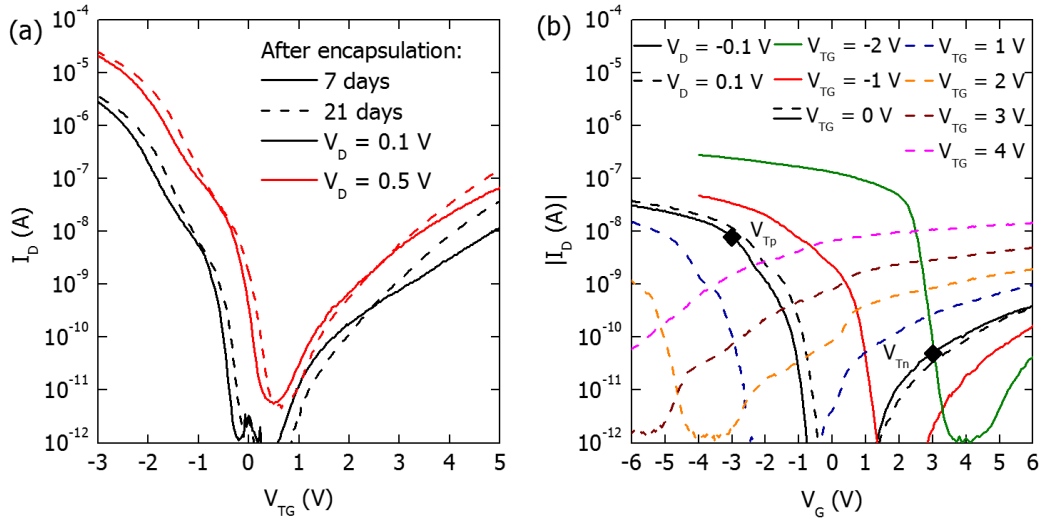 (a)
After encapsulation:
7 days
21 days
V_D = 0.1 V
V_D = 0.5 V
10^-4
10^-5
10^-6
10^-7
10^-8
10^-9
10^-10
10^-11
10^-12
I_D (A)
-3 -2 -1 0 1 2 3 4 5
V_TG (V)
(b)
V_D = -0.1 V
V_D = 0.1 V
V_TG = -2 V
V_TG = -1 V
V_TG = 0 V
V_TG = 1 V
V_TG = 2 V
V_TG = 3 V
V_TG = 4 V
V_Tp
V_Tn
10^-4
10^-5
10^-6
10^-7
10^-8
10^-9
10^-10
10^-11
10^-12
|I_D (A)|
-6 -5 -4 -3 -2 -1 0 1 2 3 4 5 6
V_G (V)